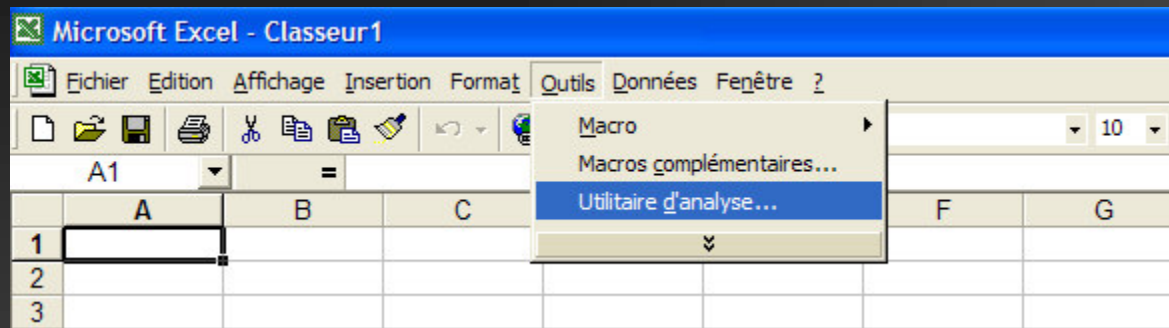 Microsoft Excel - Classeur1
Fichier Edition Affichage Insertion Format Outils Données Fenêtre ?
Macro
10
Macros complémentaires...
A1 =
Utilitaire d'analyse...
A B C F G
1
2
3